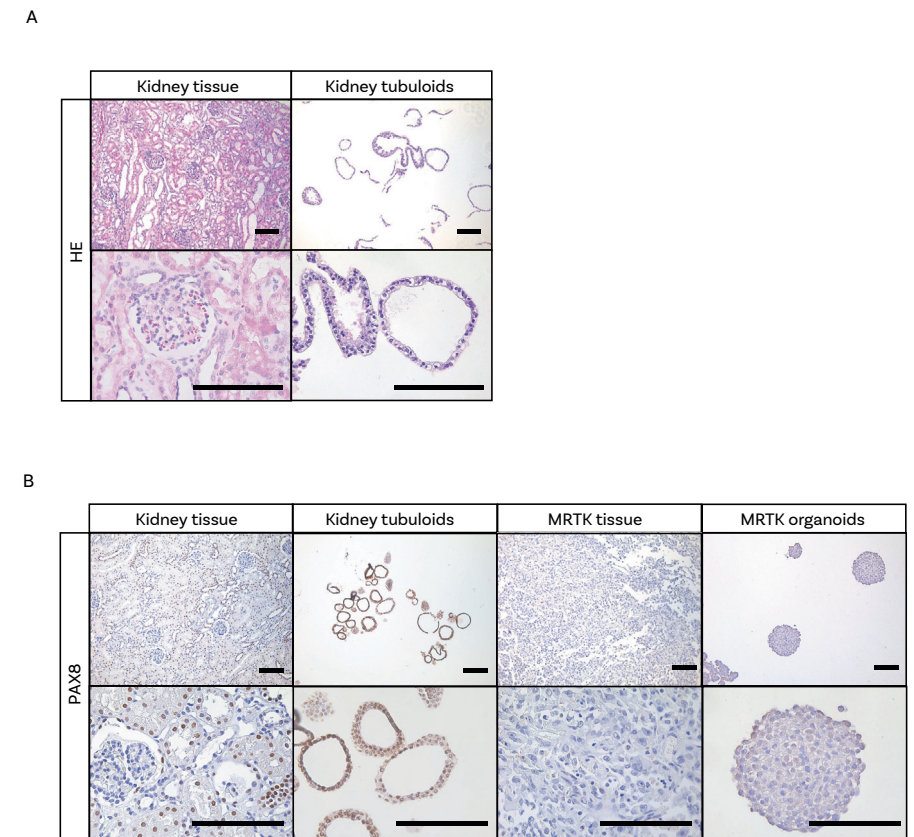 A
Kidney tissue
Kidney tubuloids
HE
B
Kidney tissue
Kidney tubuloids
MRTK tissue
MRTK organoids
PAX8